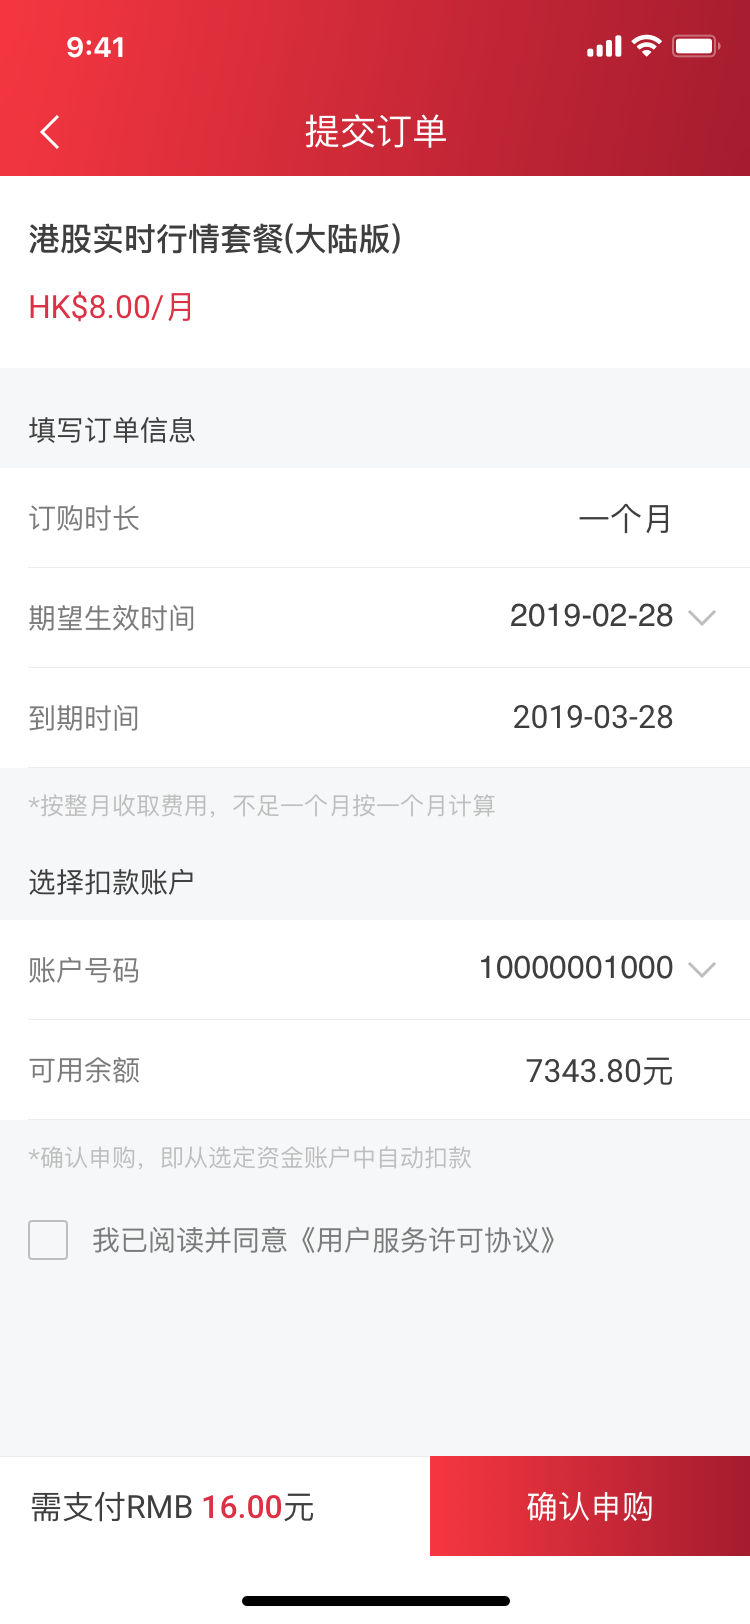 9:41
提交订单
港股实时行情套餐(大陆版)
HK$8.00/月
填写订单信息
订购时长 一个月
期望生效时间 2019-02-28
到期时间 2019-03-28
*按整月收取费用，不足一个月按一个月计算
选择扣款账户
账户号码 10000001000
可用余额 7343.80元
*确认申购，即从选定资金账户中自动扣款
我已阅读并同意《用户服务许可协议》
需支付RMB 16.00元 确认申购